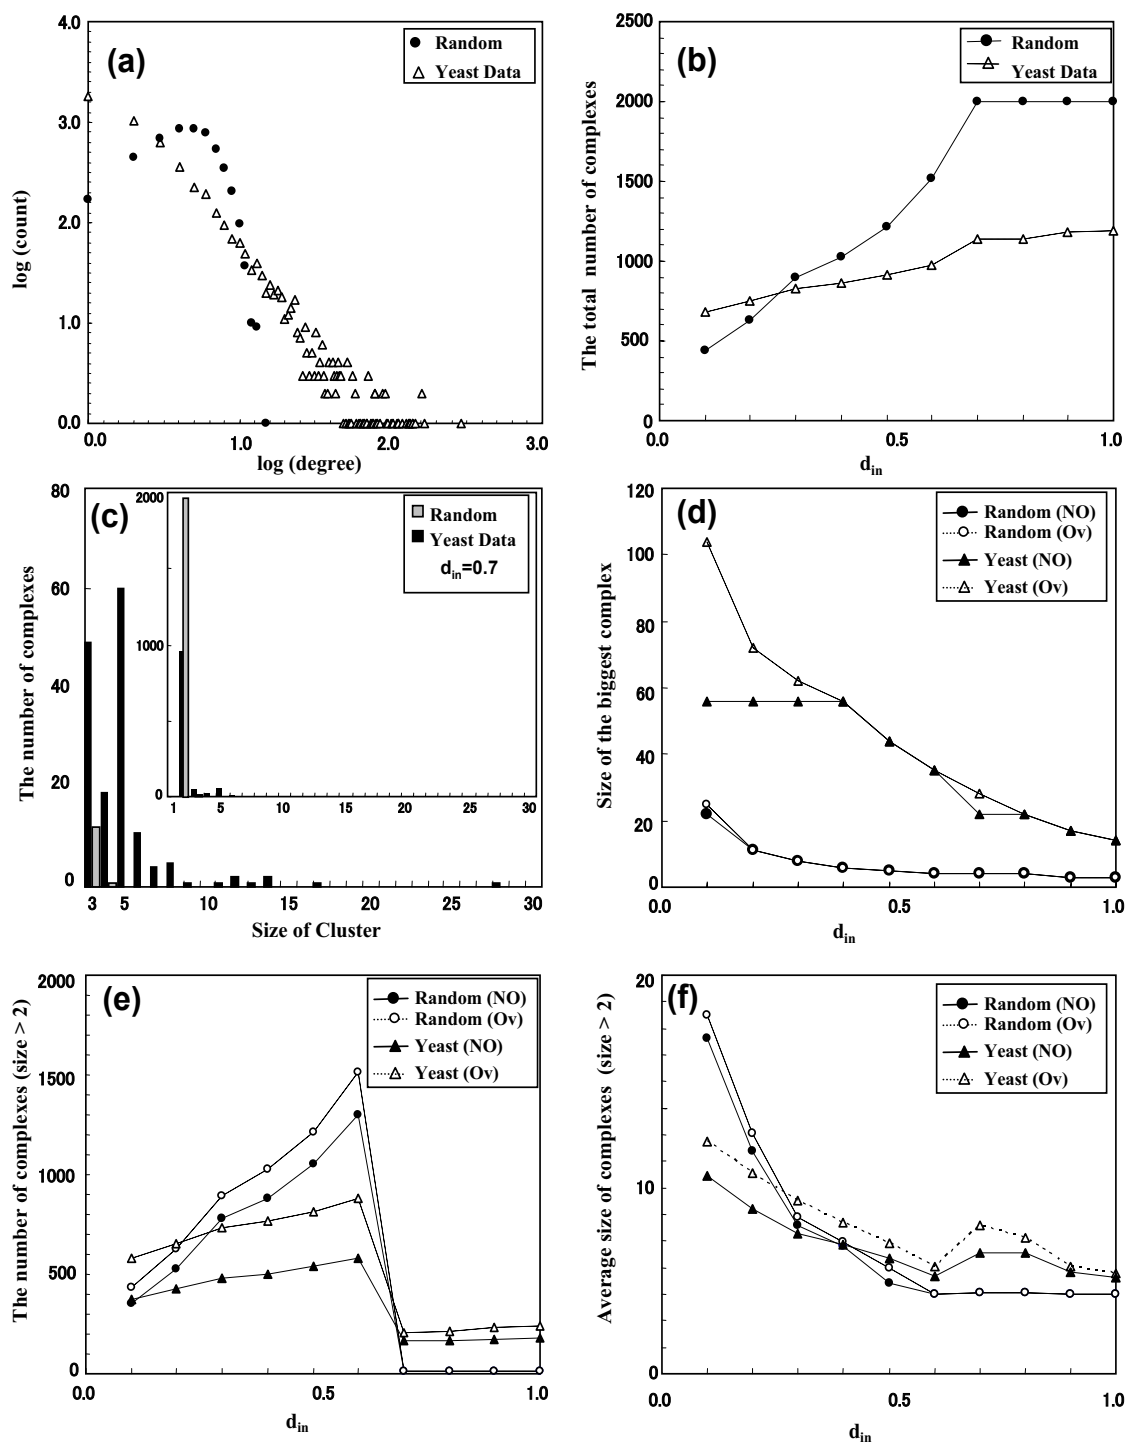 4.0
(a)
Random
Yeast Data
3.0
2.0
1.0
0.0
log (count)
0.0
1.0
2.0
3.0
log (degree)
2500
(b)
Random
Yeast Data
2000
1500
1000
500
0
The total number of complexes
0.0
0.5
1.0
din
80
(c)
2000
Random
Yeast Data
din=0.7
60
1000
40
20
0
0
1
5
10
15
20
25
30
The number of complexes
3
5
10
15
20
25
30
Size of Cluster
120
(d)
Random (NO)
Random (Ov)
Yeast (NO)
Yeast (Ov)
100
80
60
40
20
0
Size of the biggest complex
0.0
0.5
1.0
din
2000
(e)
Random (NO)
Random (Ov)
Yeast (NO)
Yeast (Ov)
1500
1000
500
0
The number of complexes (size > 2)
0.0
0.5
1.0
din
20
(f)
Random (NO)
Random (Ov)
Yeast (NO)
Yeast (Ov)
10
0
Average size of complexes (size > 2)
0.0
0.5
1.0
din